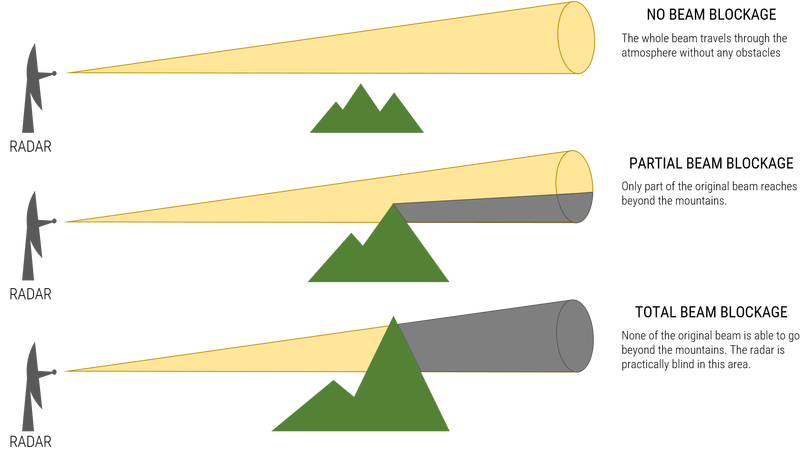 NO BEAM BLOCKAGE
The whole beam travels through the
atmosphere without any obstacles
RADAR
PARTIAL BEAM BLOCKAGE
Only part of the original beam reaches
beyond the mountains.
RADAR
TOTAL BEAM BLOCKAGE
None of the original beam is able to go
beyond the mountains. The radar is
practically blind in this area.
RADAR